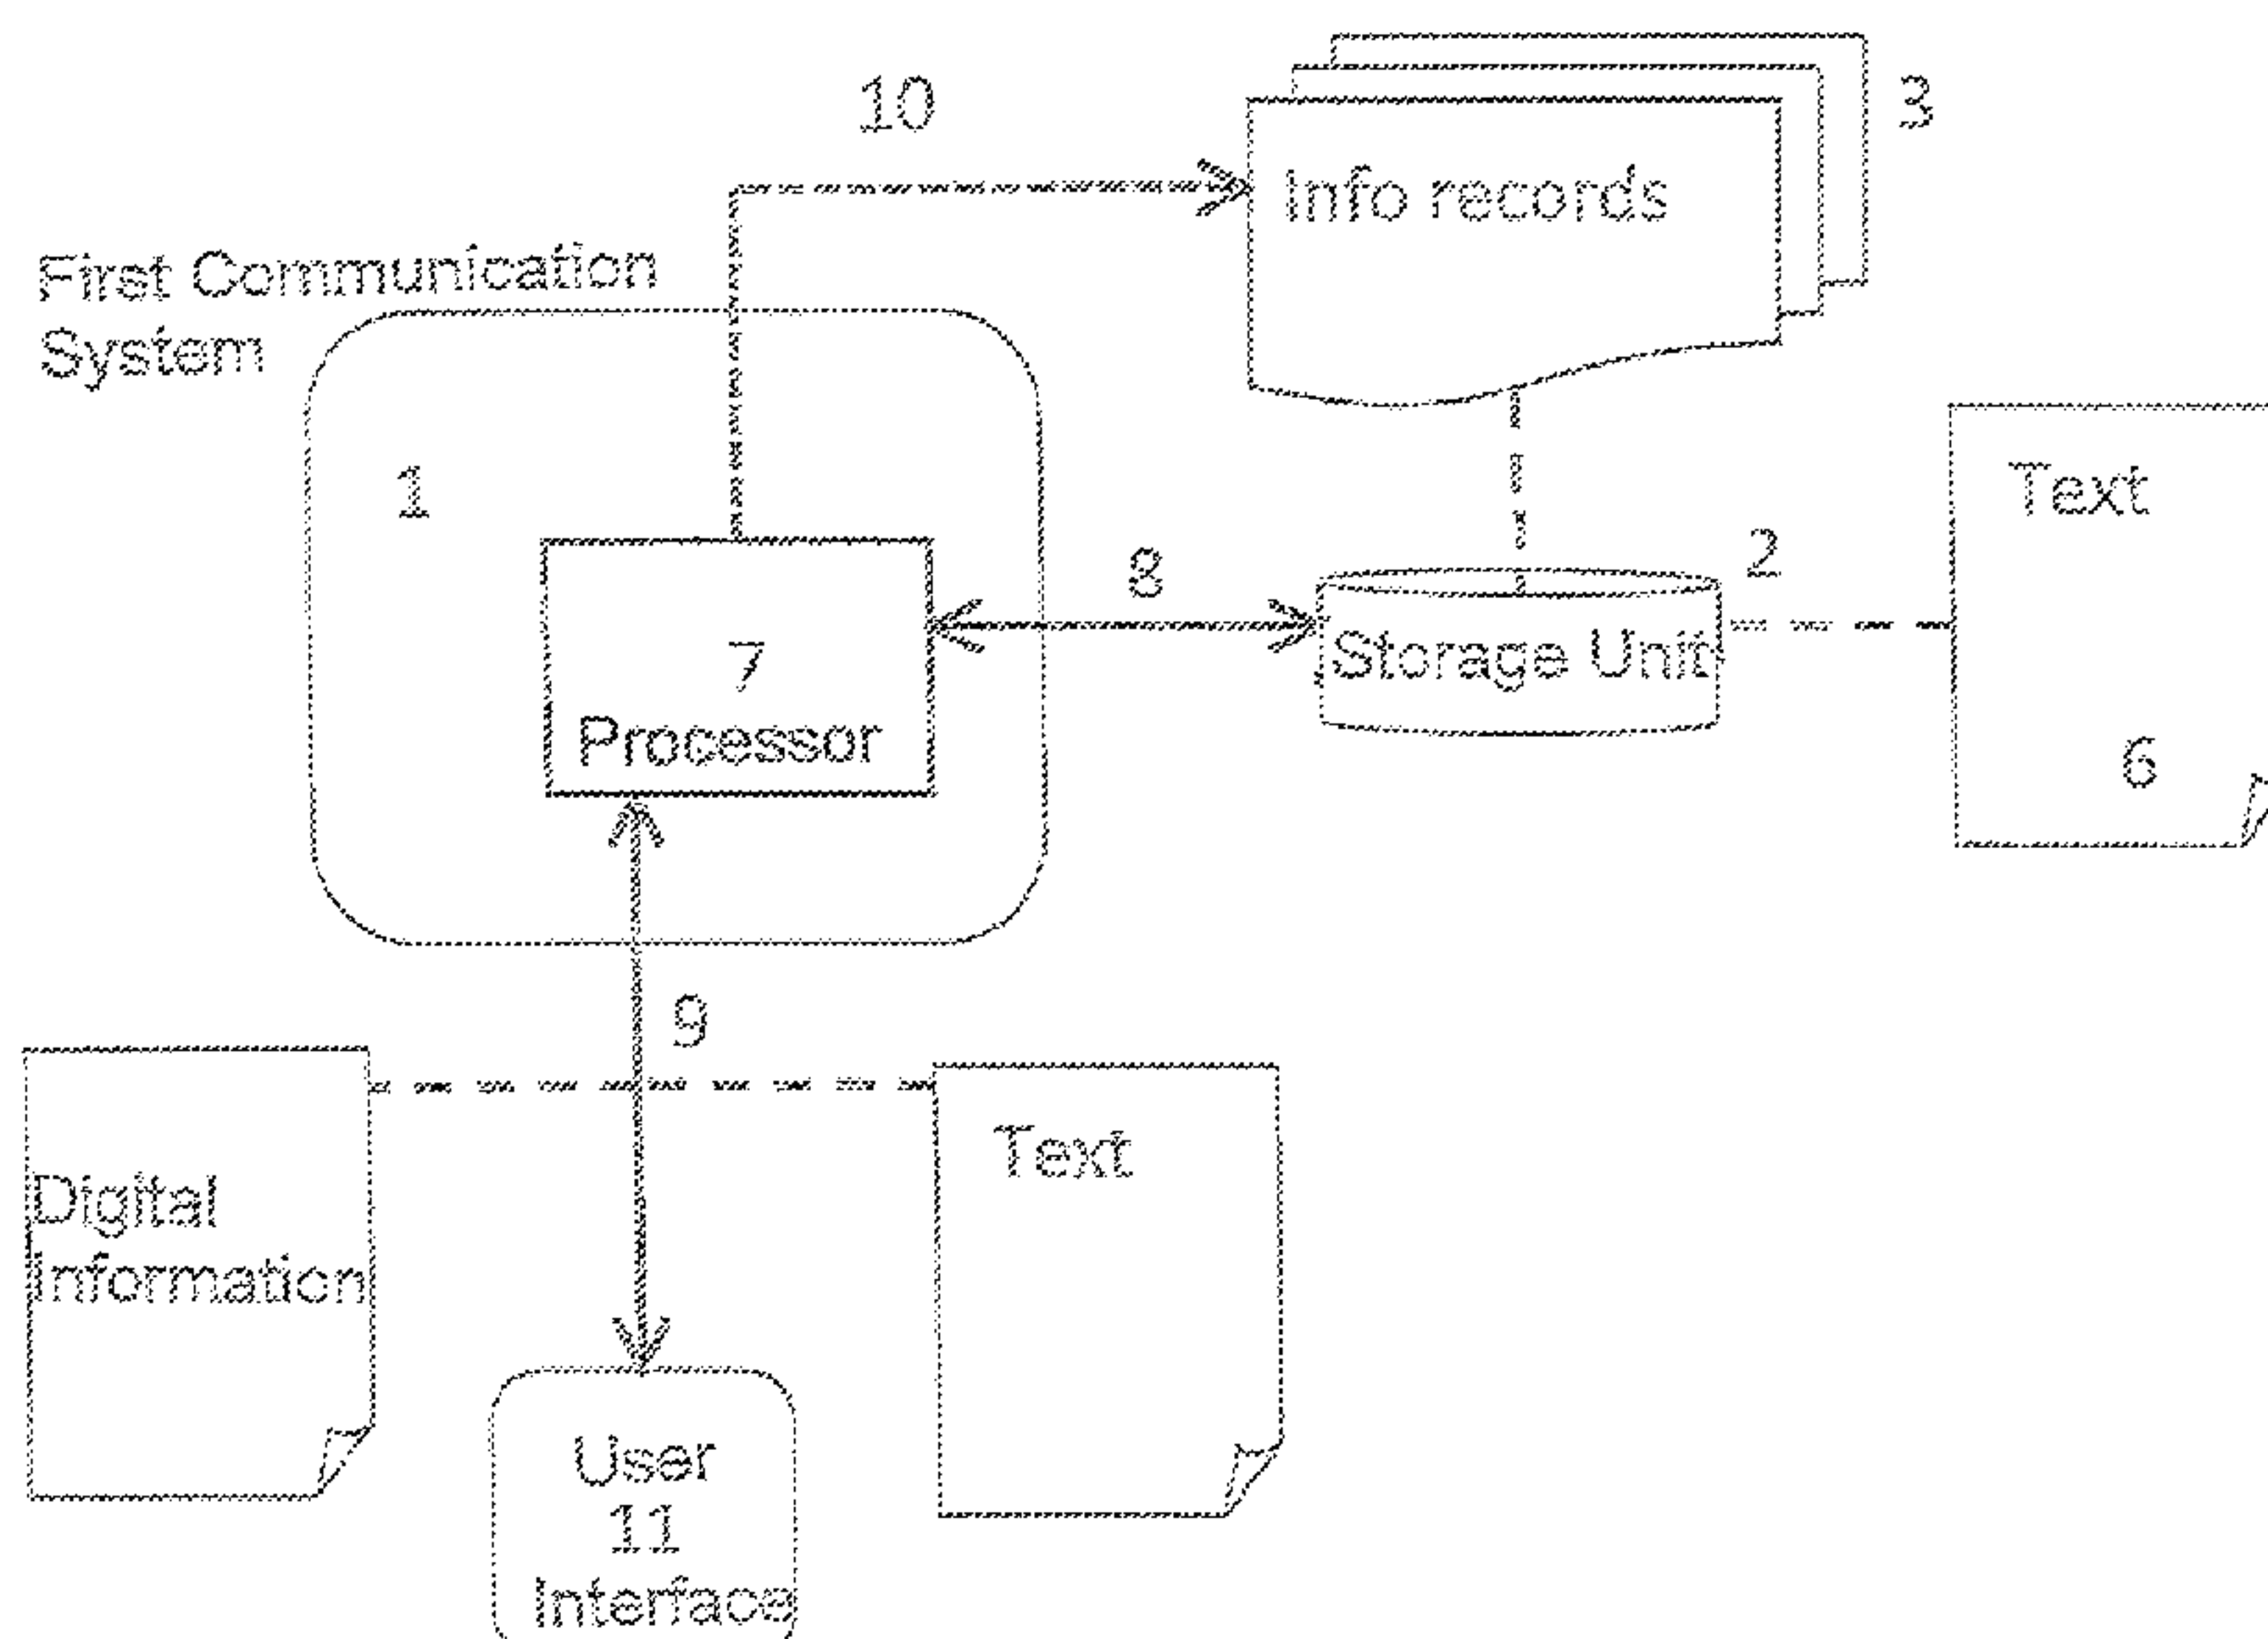 10
3
Info records
First Communication
System
1
Text
8
2
7
Storage Unit
Processor
6
9
Text
Digital
Information
User
11
Interface